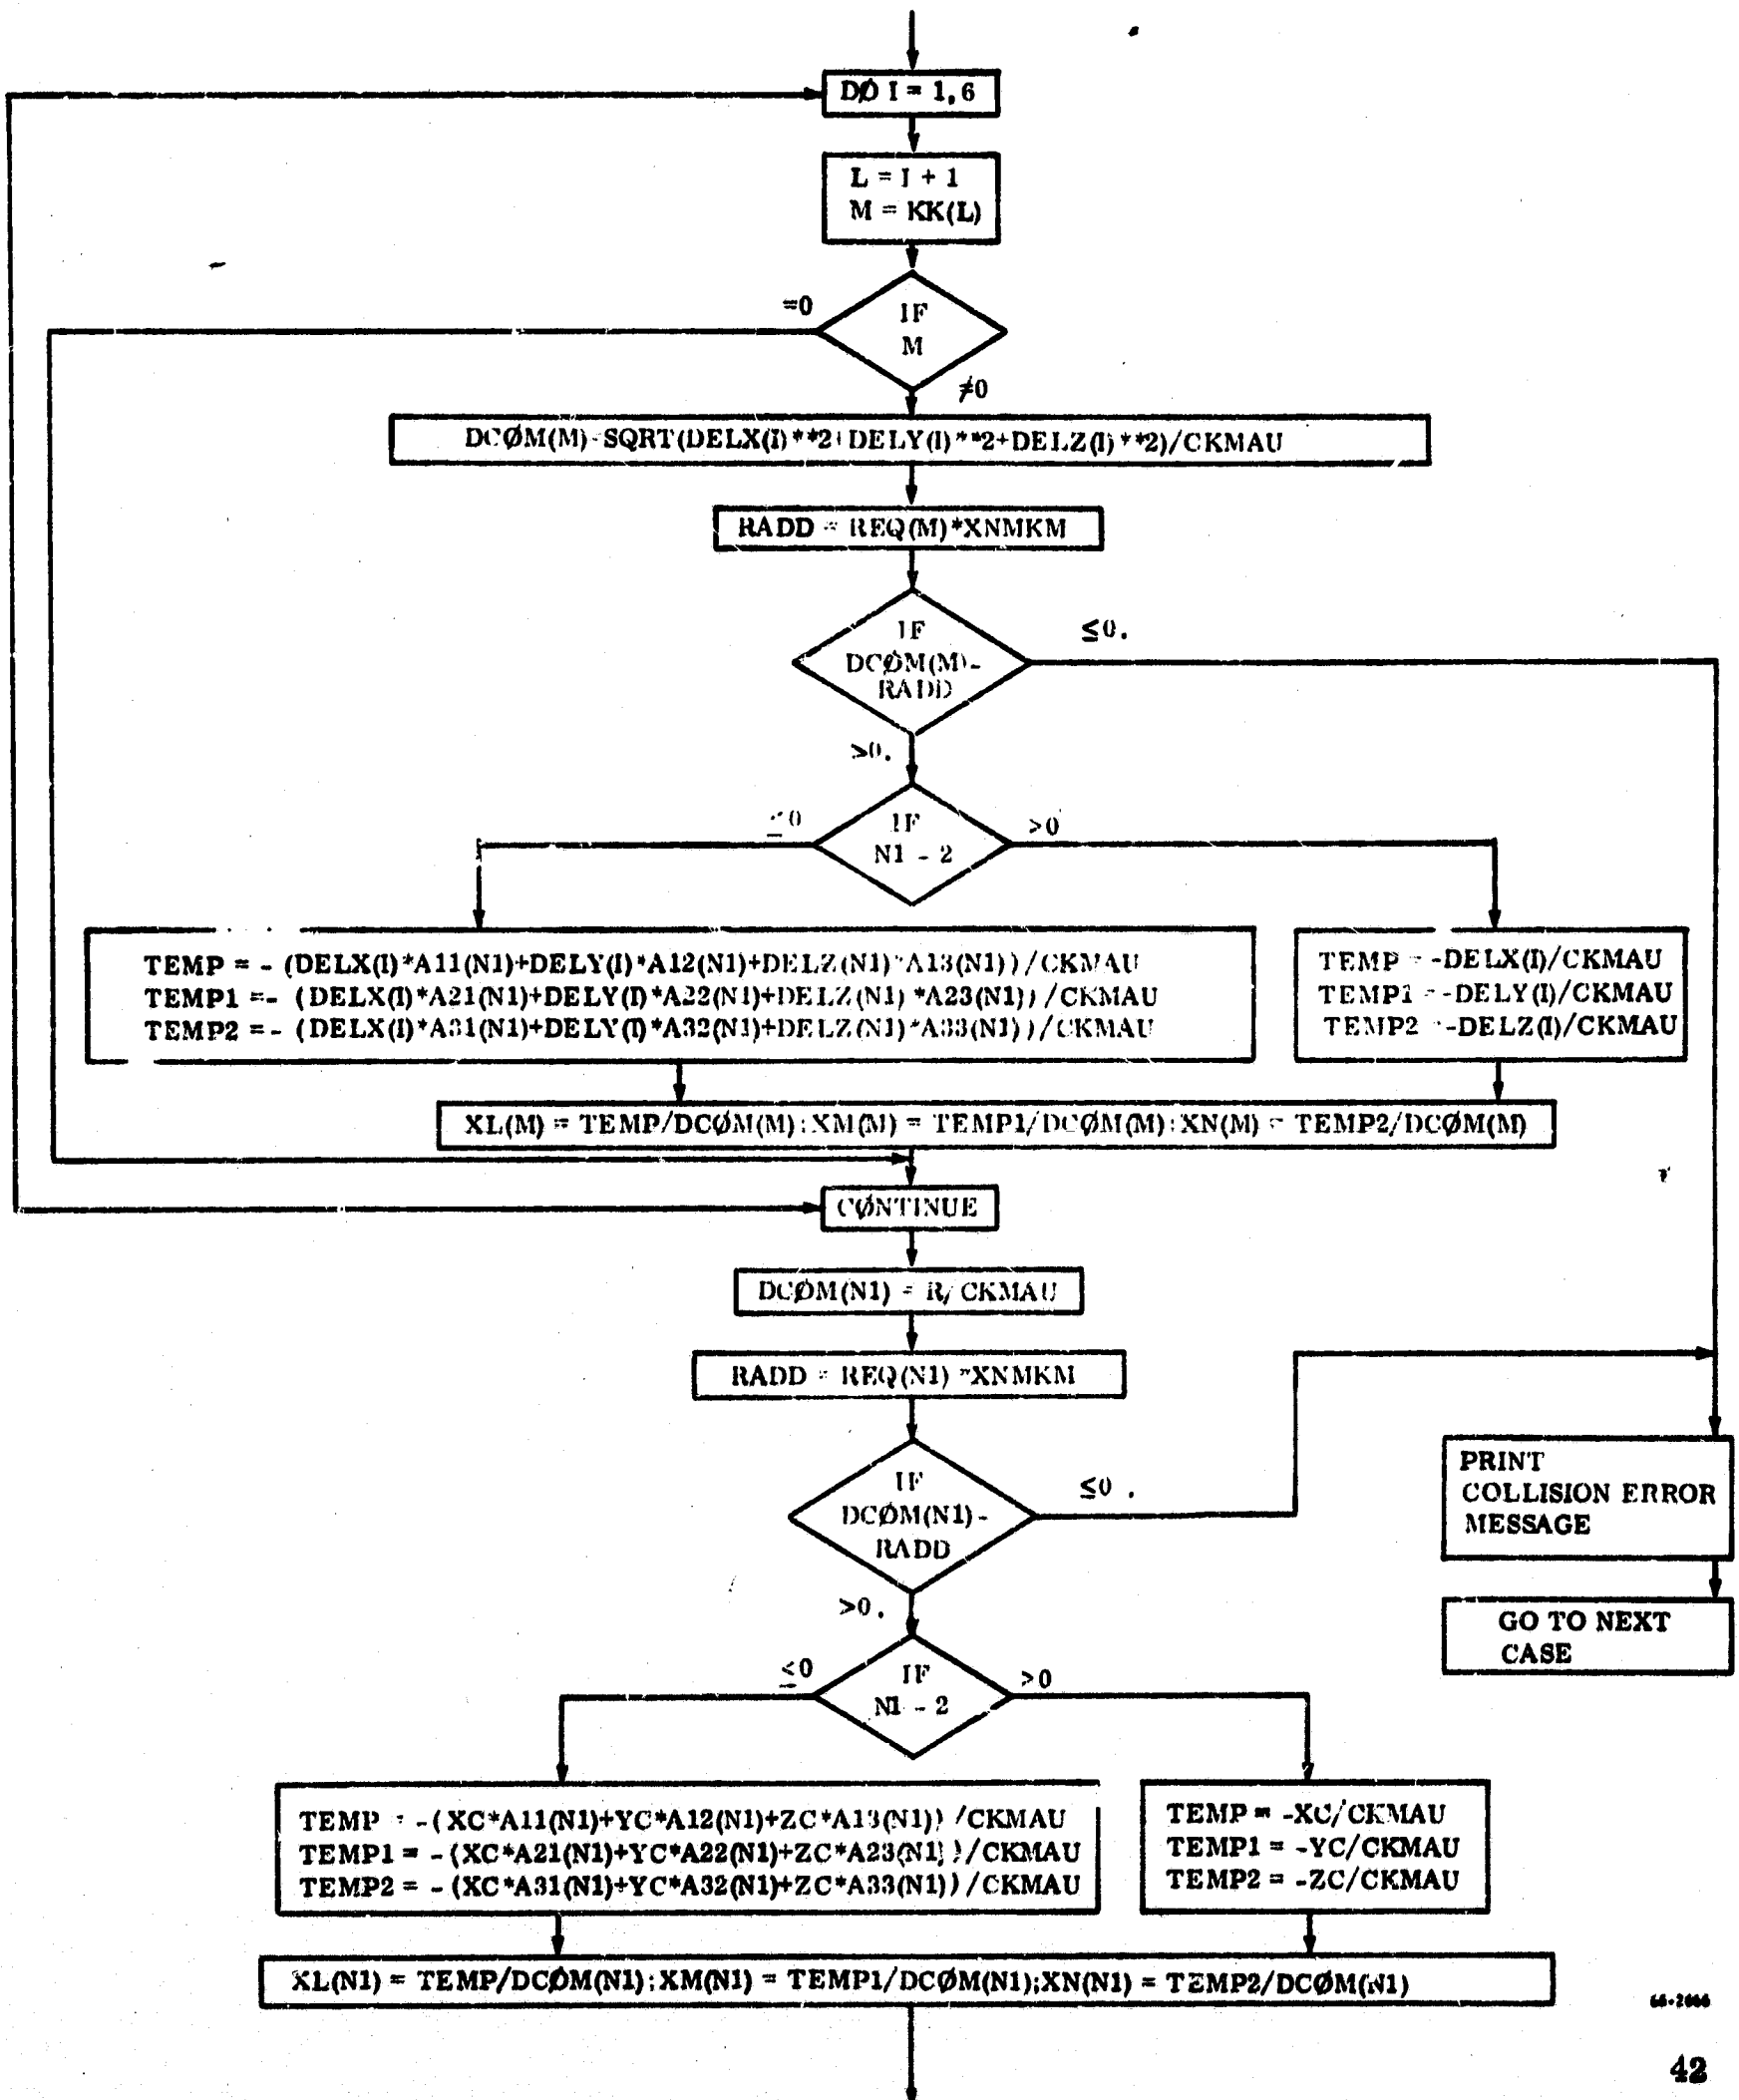 DØ I = 1, 6
L = I + 1
M = KK(L)
=0
IF
M
≠0
DCØM(M)-SQRT(DELX(I)**2+DELY(I)**2+DELZ(I)**2)/CKMAU
RADD = REQ(M)*XNMKM
IF
DCØM(M)-
RADD
≤0.
>0.
IF
N1 - 2
≤0
>0
TEMP = - (DELX(I)*A11(N1)+DELY(I)*A12(N1)+DELZ(N1)*A13(N1))/CKMAU
TEMP1 =- (DELX(I)*A21(N1)+DELY(I)*A22(N1)+DELZ(N1)*A23(N1))/CKMAU
TEMP2 =- (DELX(I)*A31(N1)+DELY(I)*A32(N1)+DELZ(N1)*A33(N1))/CKMAU
TEMP = -DELX(I)/CKMAU
TEMP1 = -DELY(I)/CKMAU
TEMP2 = -DELZ(I)/CKMAU
XL(M) = TEMP/DCØM(M);XM(M) = TEMP1/DCØM(M);XN(M) = TEMP2/DCØM(M)
CØNTINUE
DCØM(N1) = R/CKMAU
RADD = REQ(N1)*XNMKM
IF
DCØM(N1)-
RADD
≤0 .
>0 .
PRINT
COLLISION ERROR
MESSAGE
GO TO NEXT
CASE
IF
N1 - 2
≤0
>0
TEMP = -(XC*A11(N1)+YC*A12(N1)+ZC*A13(N1))/CKMAU
TEMP1 = -(XC*A21(N1)+YC*A22(N1)+ZC*A23(N1))/CKMAU
TEMP2 = -(XC*A31(N1)+YC*A32(N1)+ZC*A33(N1))/CKMAU
TEMP = -XC/CKMAU
TEMP1 = -YC/CKMAU
TEMP2 = -ZC/CKMAU
XL(N1) = TEMP/DCØM(N1);XM(N1) = TEMP1/DCØM(N1);XN(N1) = TEMP2/DCØM(N1)
42